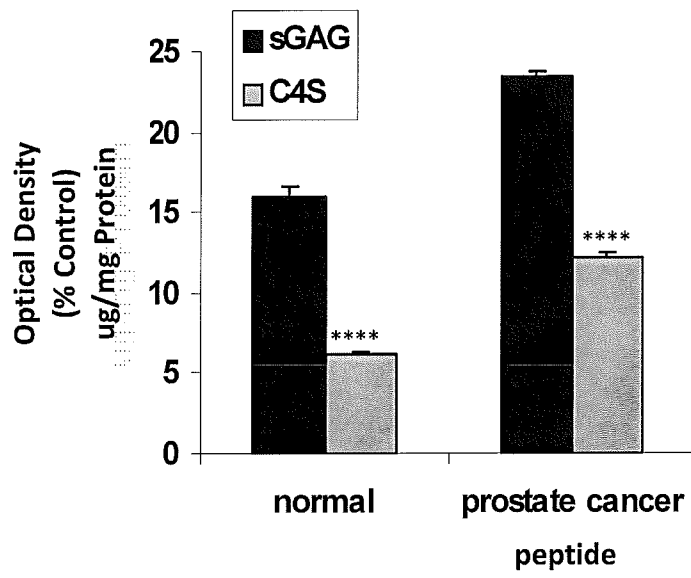 sGAG
C4S
Optical Density
(% Control)
ug/mg Protein
25
20
15
10
5
0
****
****
normal
prostate cancer
peptide